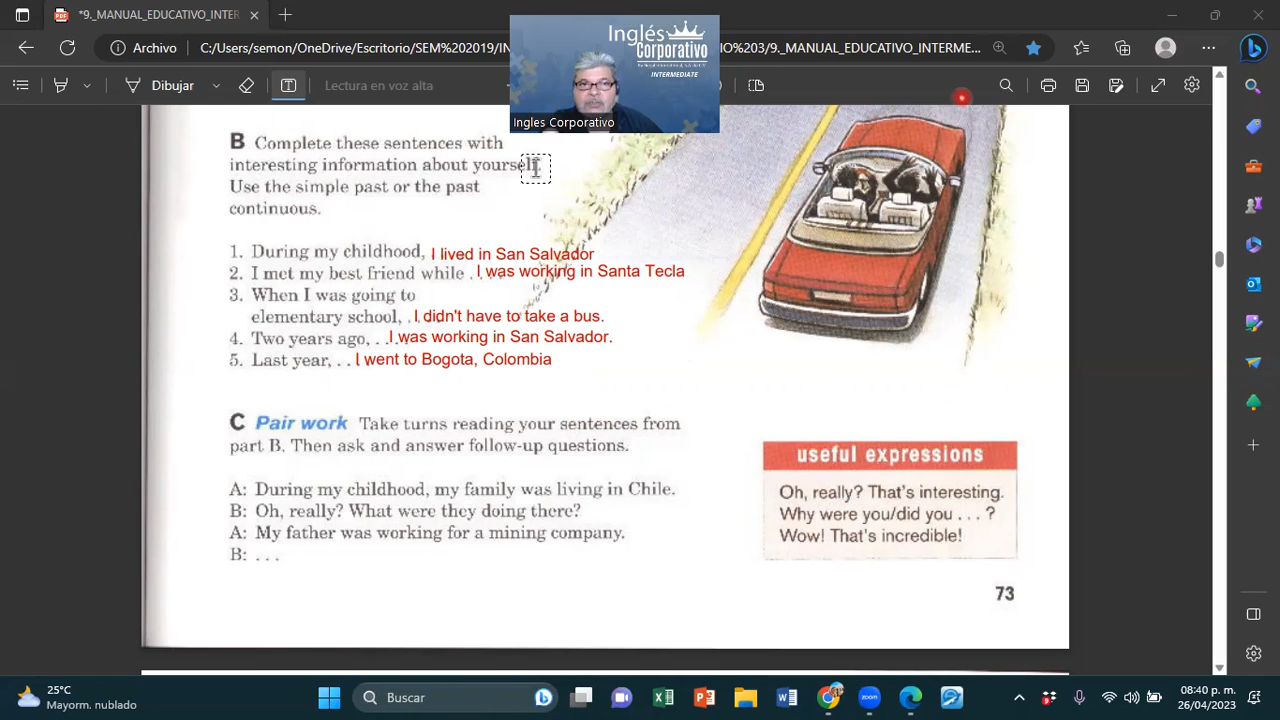 *9._MANUAL_EDUCATIVO_INTERMED
Archivo
C:/Users/semon/OneDrive/Escritorio/SEM%202019/IN
O%203/9._MANUAL_EDUCATIVO_INTERME...
Dibujar
Lectura en voz alta
Inglés
Corporativo
INTERMEDIATE
Ingles Corporativo
B Complete these sentences with
interesting information about yourself.
Use the simple past or the past
continuous.
1. During my childhood, I lived in San Salvador
2. I met my best friend while . . . . I was working in Santa Tecla
3. When I was going to
elementary school, . . . . I didn't have to take a bus.
4. Two years ago, . . . . I was working in San Salvador.
5. Last year, . . . . I went to Bogota, Colombia
C Pair work Take turns reading your sentences from
part B. Then ask and answer follow-up questions.
A: During my childhood, my family was living in Chile.
B: Oh, really? What were they doing there?
A: My father was working for a mining company.
B: . . .
useful expressions
Oh, really? That's interesting.
Why were you/did you . . . ?
Wow! That's incredible!
73
25°C
Mayorm. nublado
Buscar
08:40 p. m.
26/04/2023